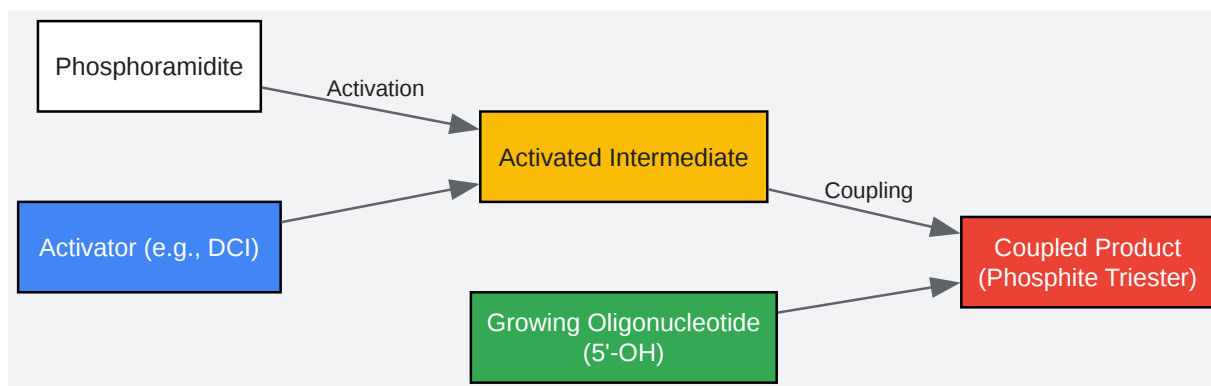 Phosphoramidite
Activation
Activated Intermediate
Activator (e.g., DCI)
Coupling
Growing Oligonucleotide
(5'-OH)
Coupled Product
(Phosphite Triester)